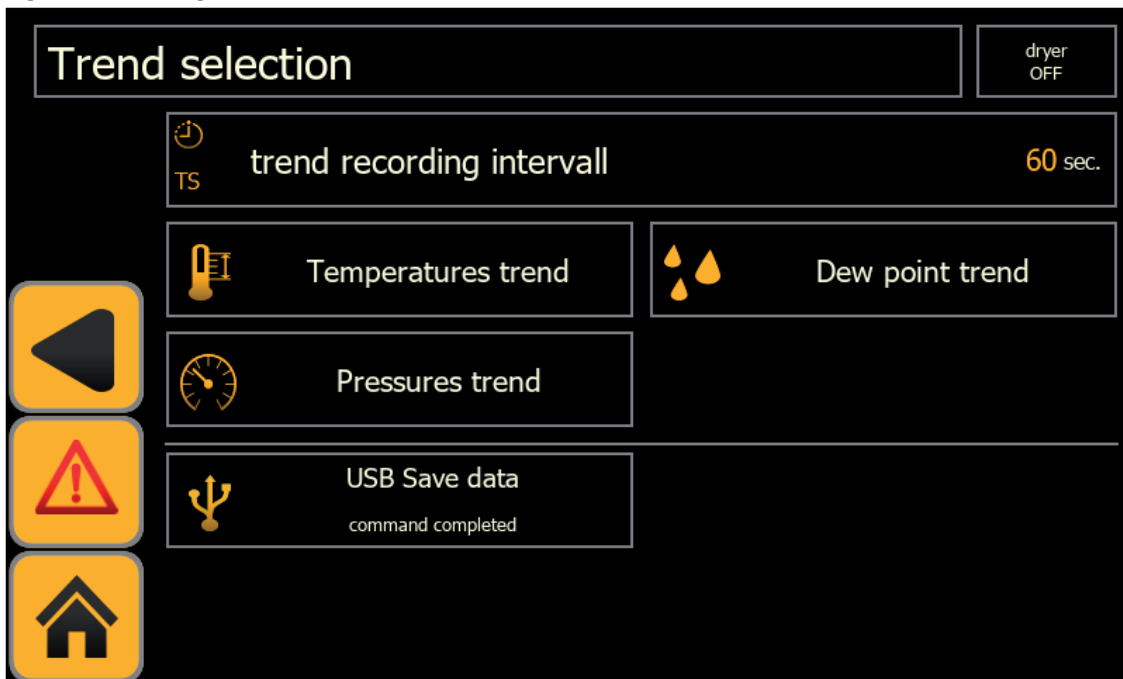 Trend selection
dryer
OFF
TS
trend recording intervall
60 sec.
Temperatures trend
Dew point trend
Pressures trend
USB Save data
command completed